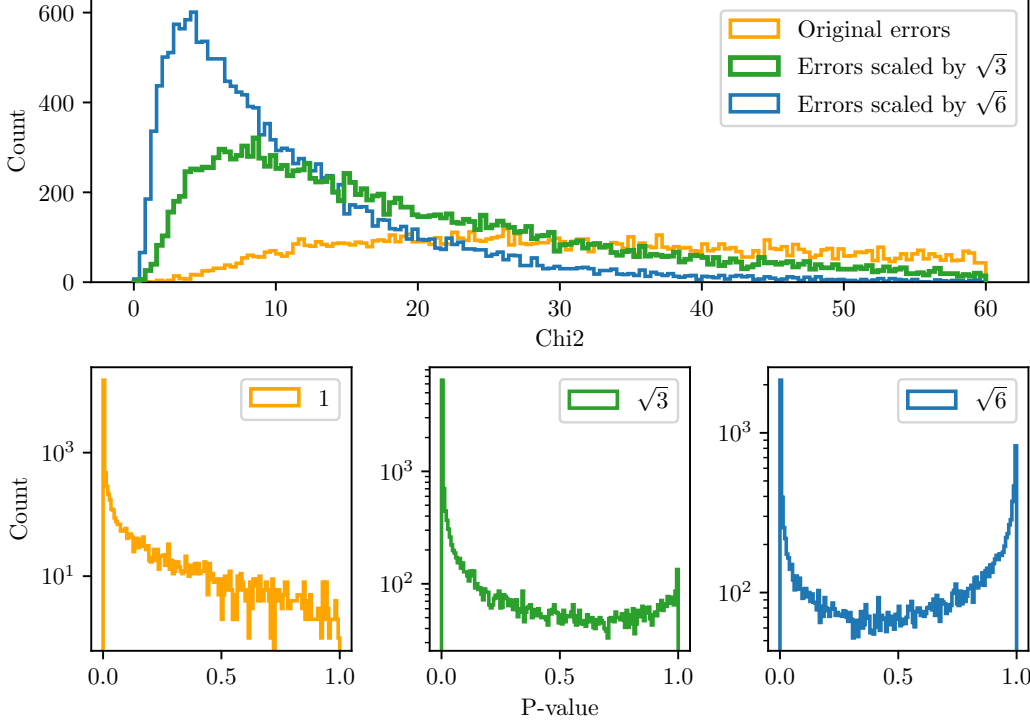 600
400
200
0
Count
Original errors
Errors scaled by √3
Errors scaled by √6
0 10 20 30 40 50 60
Chi2
10³
10¹
Count
1
0.0 0.5 1.0
10³
10²
√3
0.0 0.5 1.0
10³
10²
√6
0.0 0.5 1.0
P-value